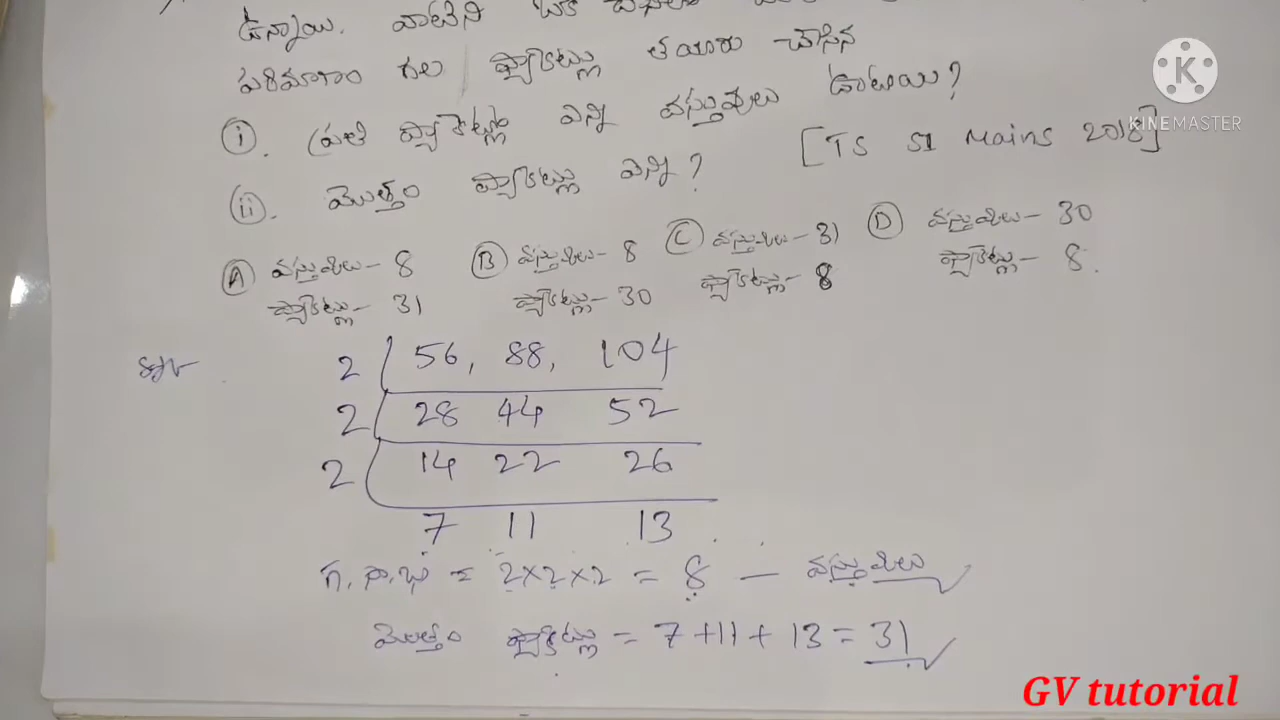 ఉన్నాయి. వాటిని ఒక
పరిమాణం గల ప్యాకెట్లు తయారు చేసిన
K
KINEMASTER
i. ప్రతి ప్యాకెట్లో ఎన్ని వస్తువులు ఉంటాయి?
[TS SI Mains 2018]
ii. మొత్తం ప్యాకెట్లు ఎన్ని?
A వస్తువులు - 8 B వస్తువులు - 8 C వస్తువులు - 31 D వస్తువులు - 30
ప్యాకెట్లు - 31 ప్యాకెట్లు - 30 ప్యాకెట్లు - 8 ప్యాకెట్లు - 8.
2 56, 88, 104
2 28 44 52
2 14 22 26
7 11 13
గ.సా.భా = 2×2×2 = 8 — వస్తువులు
మొత్తం ప్యాకెట్లు = 7+11+13 = 31
GV tutorial